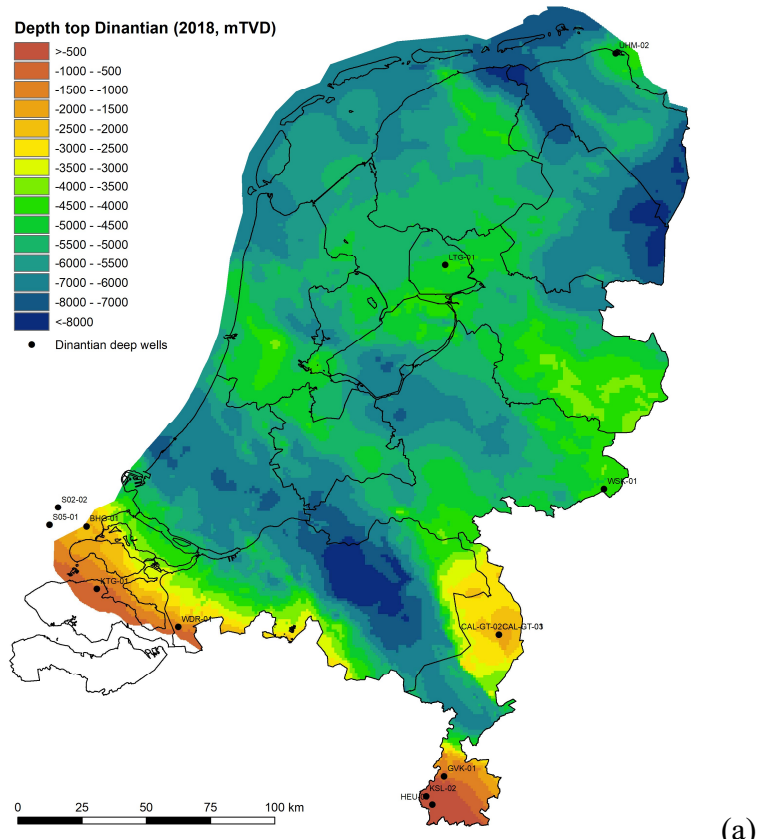 Depth top Dinantian (2018, mTVD)
>-500
-1000 - -500
-1500 - -1000
-2000 - -1500
-2500 - -2000
-3000 - -2500
-3500 - -3000
-4000 - -3500
-4500 - -4000
-5500 - -5000
-6000 - -5500
-7000 - -6000
-8000 - -7000
<-8000
Dinantian deep wells
UHM-02
LTG-01
WSK-01
S02-02
S05-01
BHG-01
KTG-01
WDR-01
CAL-GT-02CAL-GT-03
GVK-01
KSL-02
HEU-
0 25 50 75 100 km
(a)